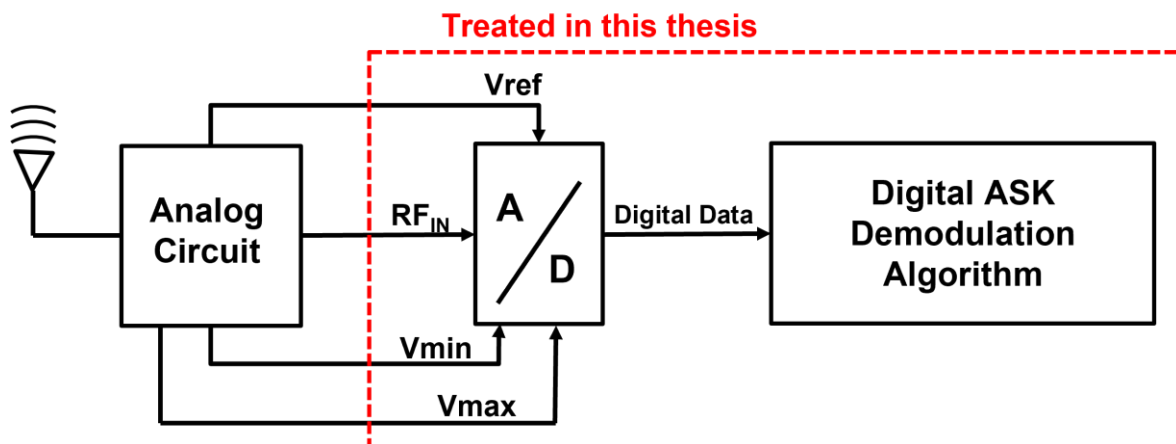 Treated in this thesis
Vref
Analog
Circuit
RF_IN
A
D
Digital Data
Digital ASK
Demodulation
Algorithm
Vmin
Vmax